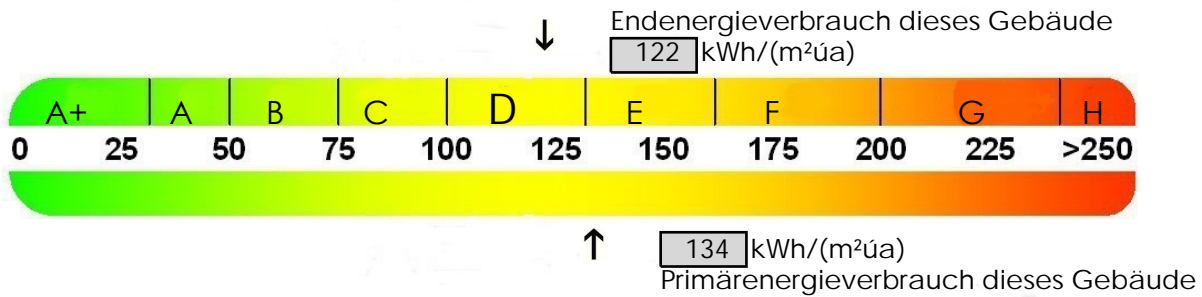 ↓ Endenergieverbrauch dieses Gebäude
122 kWh/(m²úa)
A+ A B C D E F G H
0 25 50 75 100 125 150 175 200 225 >250
↑ 134 kWh/(m²úa)
Primärenergieverbrauch dieses Gebäude